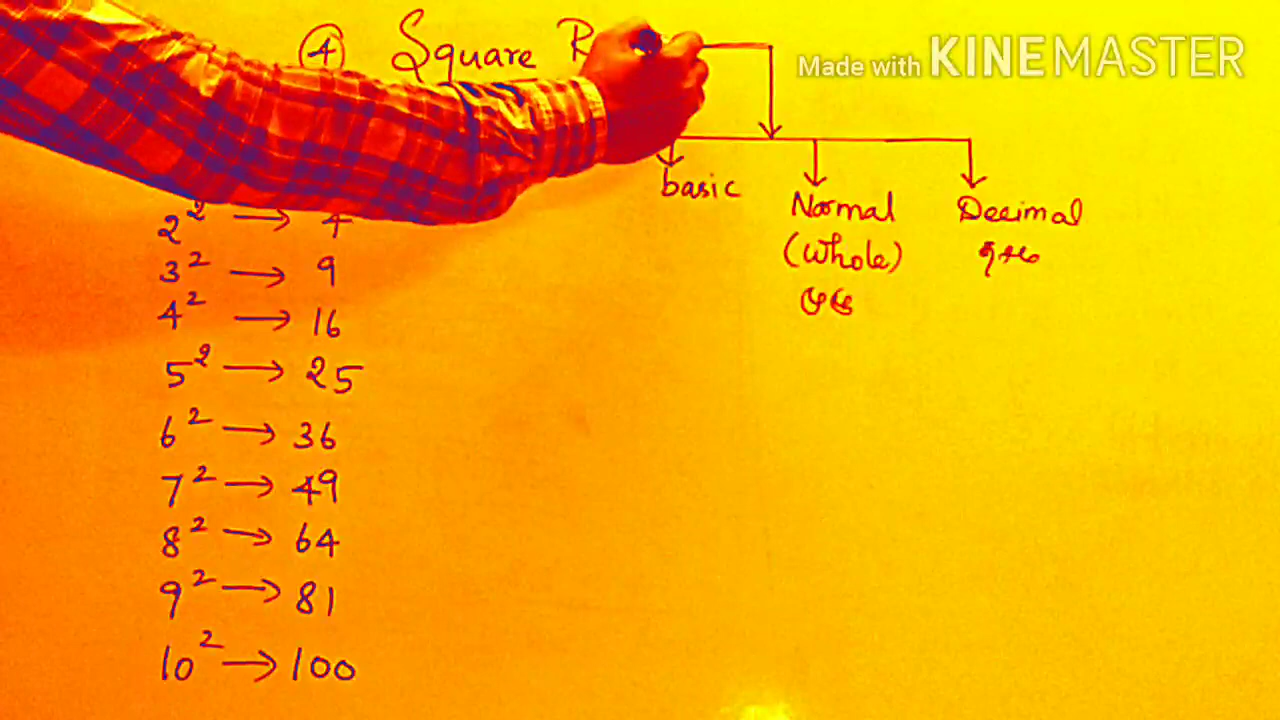 4 Square R
Made with KINEMASTER
basic
Normal
(Whole)
Decimal
2² → 4
3² → 9
4² → 16
5² → 25
6² → 36
7² → 49
8² → 64
9² → 81
10² → 100